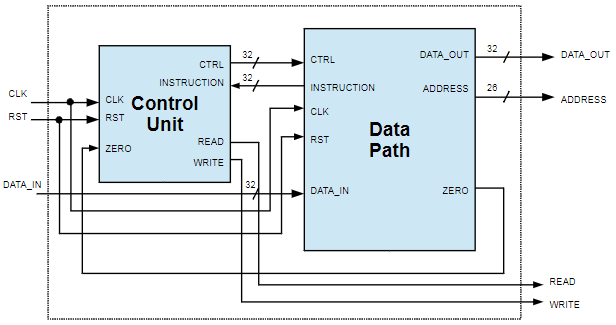 32
32
DATA_OUT
DATA_OUT
CTRL
CTRL
32
INSTRUCTION
INSTRUCTION
ADDRESS
26
ADDRESS
CLK
CLK
Control
Unit
CLK
RST
RST
Data
Path
RST
READ
ZERO
WRITE
DATA_IN
32
DATA_IN
ZERO
READ
WRITE